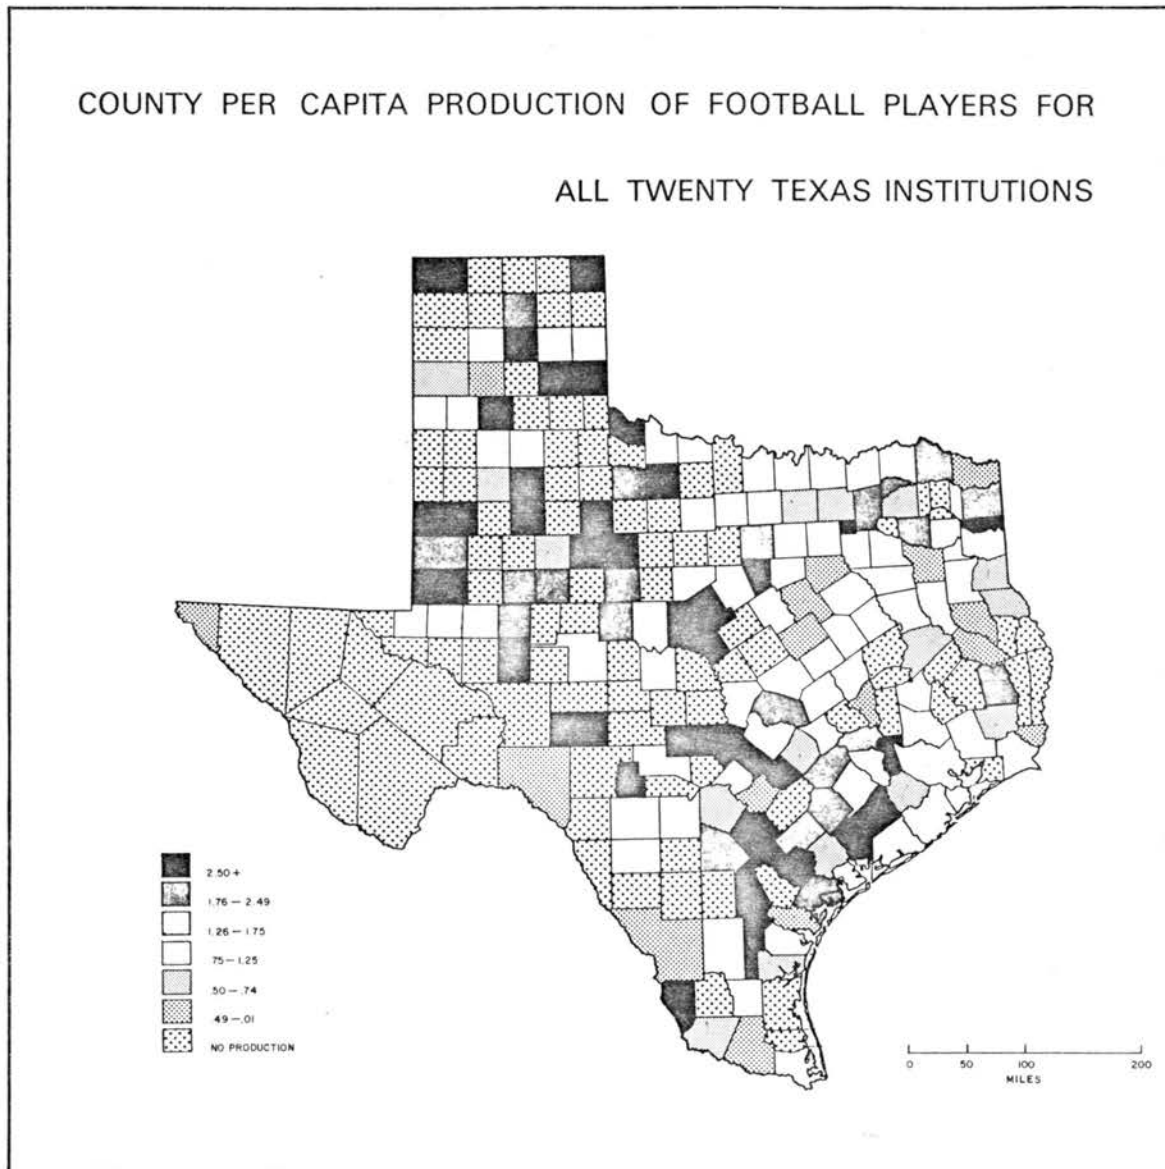 COUNTY PER CAPITA PRODUCTION OF FOOTBALL PLAYERS FOR
ALL TWENTY TEXAS INSTITUTIONS
2.50 +
1.76 – 2.49
1.26 – 1.75
.75 – 1.25
.50 – .74
.49 – .01
NO PRODUCTION
0 50 100 200
MILES